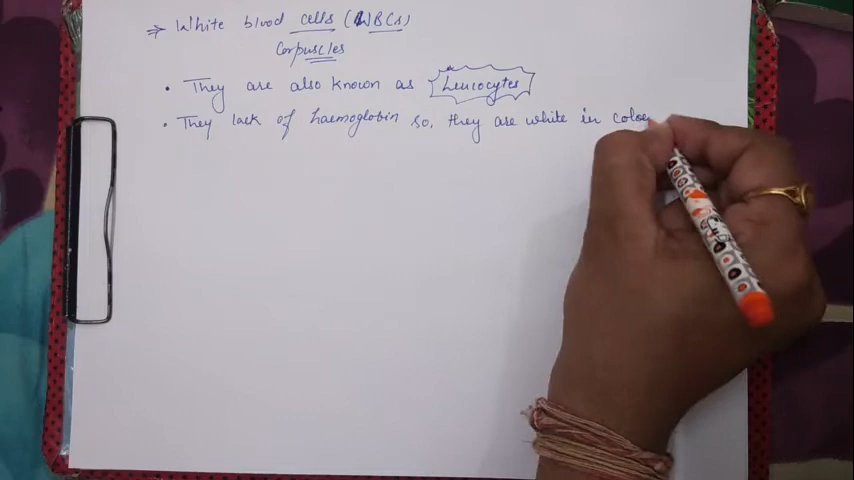 ⇒ White blood cells (WBCs)
Corpuscles
• They are also known as Leucocytes
• They lack of haemoglobin so, they are white in colou